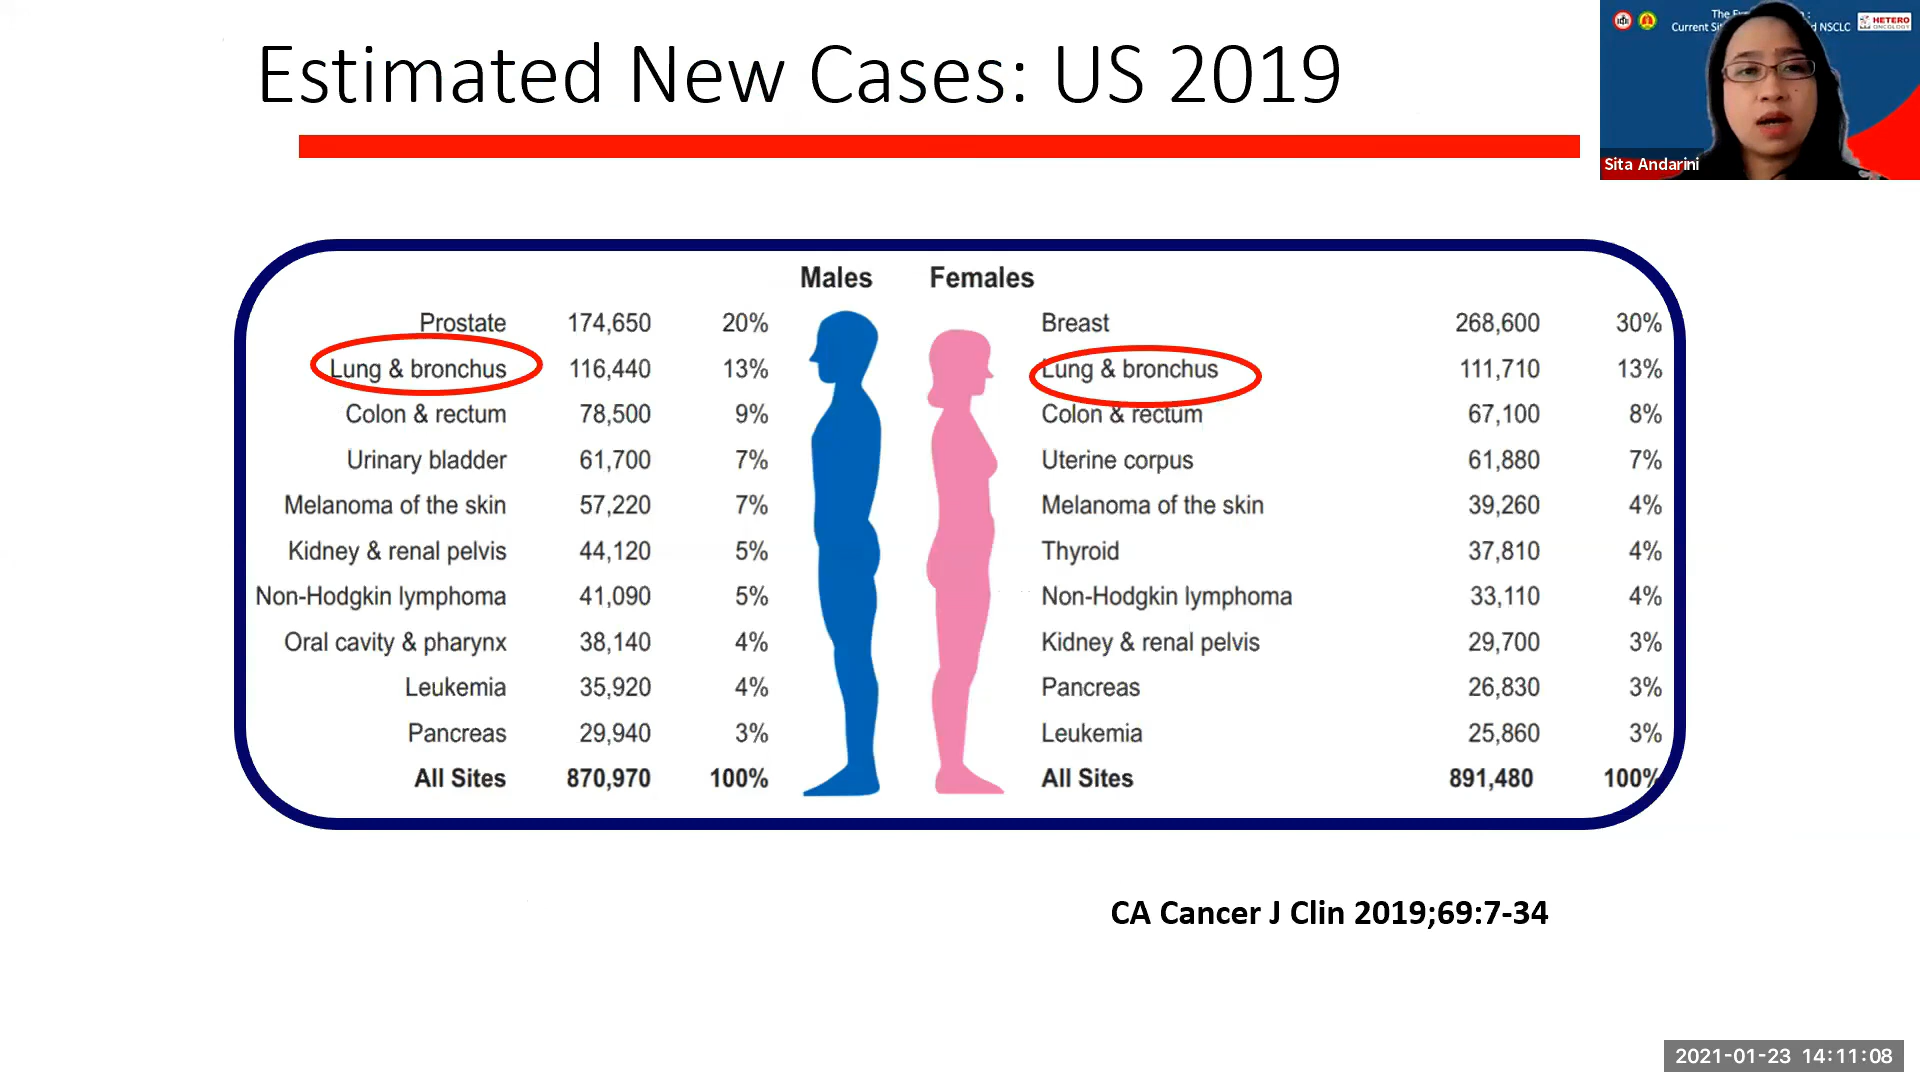 Estimated New Cases: US 2019
The
Current
NSCLC
HETERO
ONCOLOGY
Sita Andarini
Males Females
Prostate 174,650 20% Breast 268,600 30%
Lung & bronchus 116,440 13% Lung & bronchus 111,710 13%
Colon & rectum 78,500 9% Colon & rectum 67,100 8%
Urinary bladder 61,700 7% Uterine corpus 61,880 7%
Melanoma of the skin 57,220 7% Melanoma of the skin 39,260 4%
Kidney & renal pelvis 44,120 5% Thyroid 37,810 4%
Non-Hodgkin lymphoma 41,090 5% Non-Hodgkin lymphoma 33,110 4%
Oral cavity & pharynx 38,140 4% Kidney & renal pelvis 29,700 3%
Leukemia 35,920 4% Pancreas 26,830 3%
Pancreas 29,940 3% Leukemia 25,860 3%
All Sites 870,970 100% All Sites 891,480 100%
CA Cancer J Clin 2019;69:7-34
2021-01-23 14:11:08